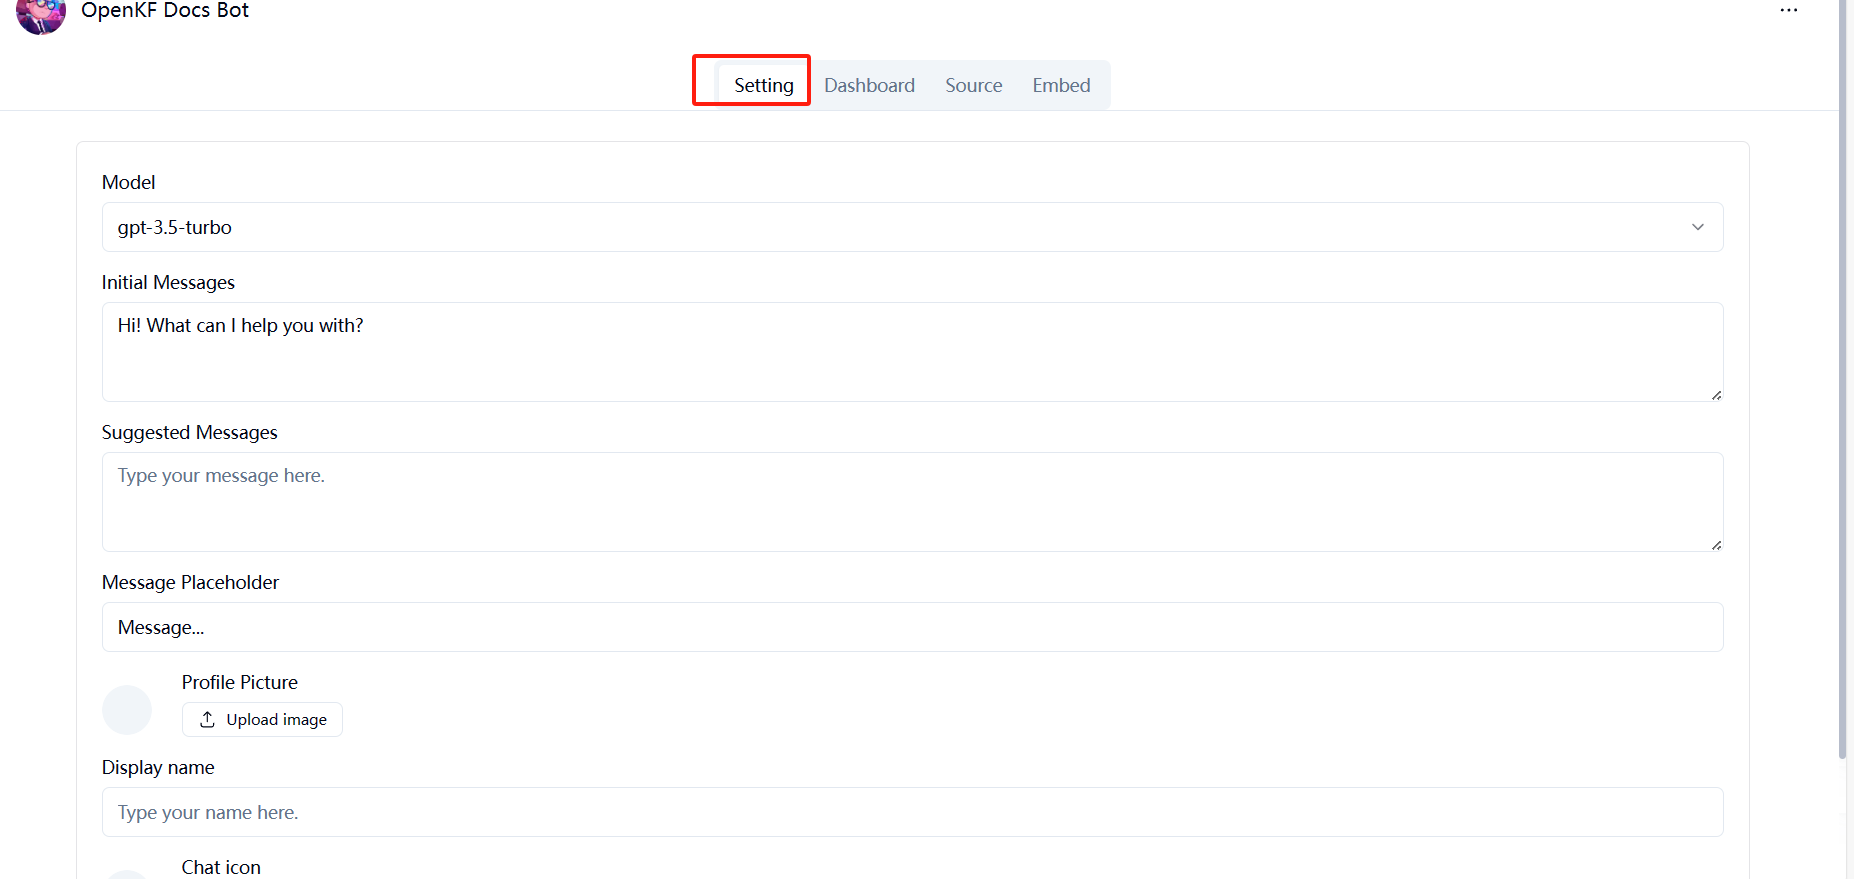 OpenKF Docs Bot
...
Setting Dashboard Source Embed
Model
gpt-3.5-turbo
Initial Messages
Hi! What can I help you with?
Suggested Messages
Type your message here.
Message Placeholder
Message...
Profile Picture
Upload image
Display name
Type your name here.
Chat icon